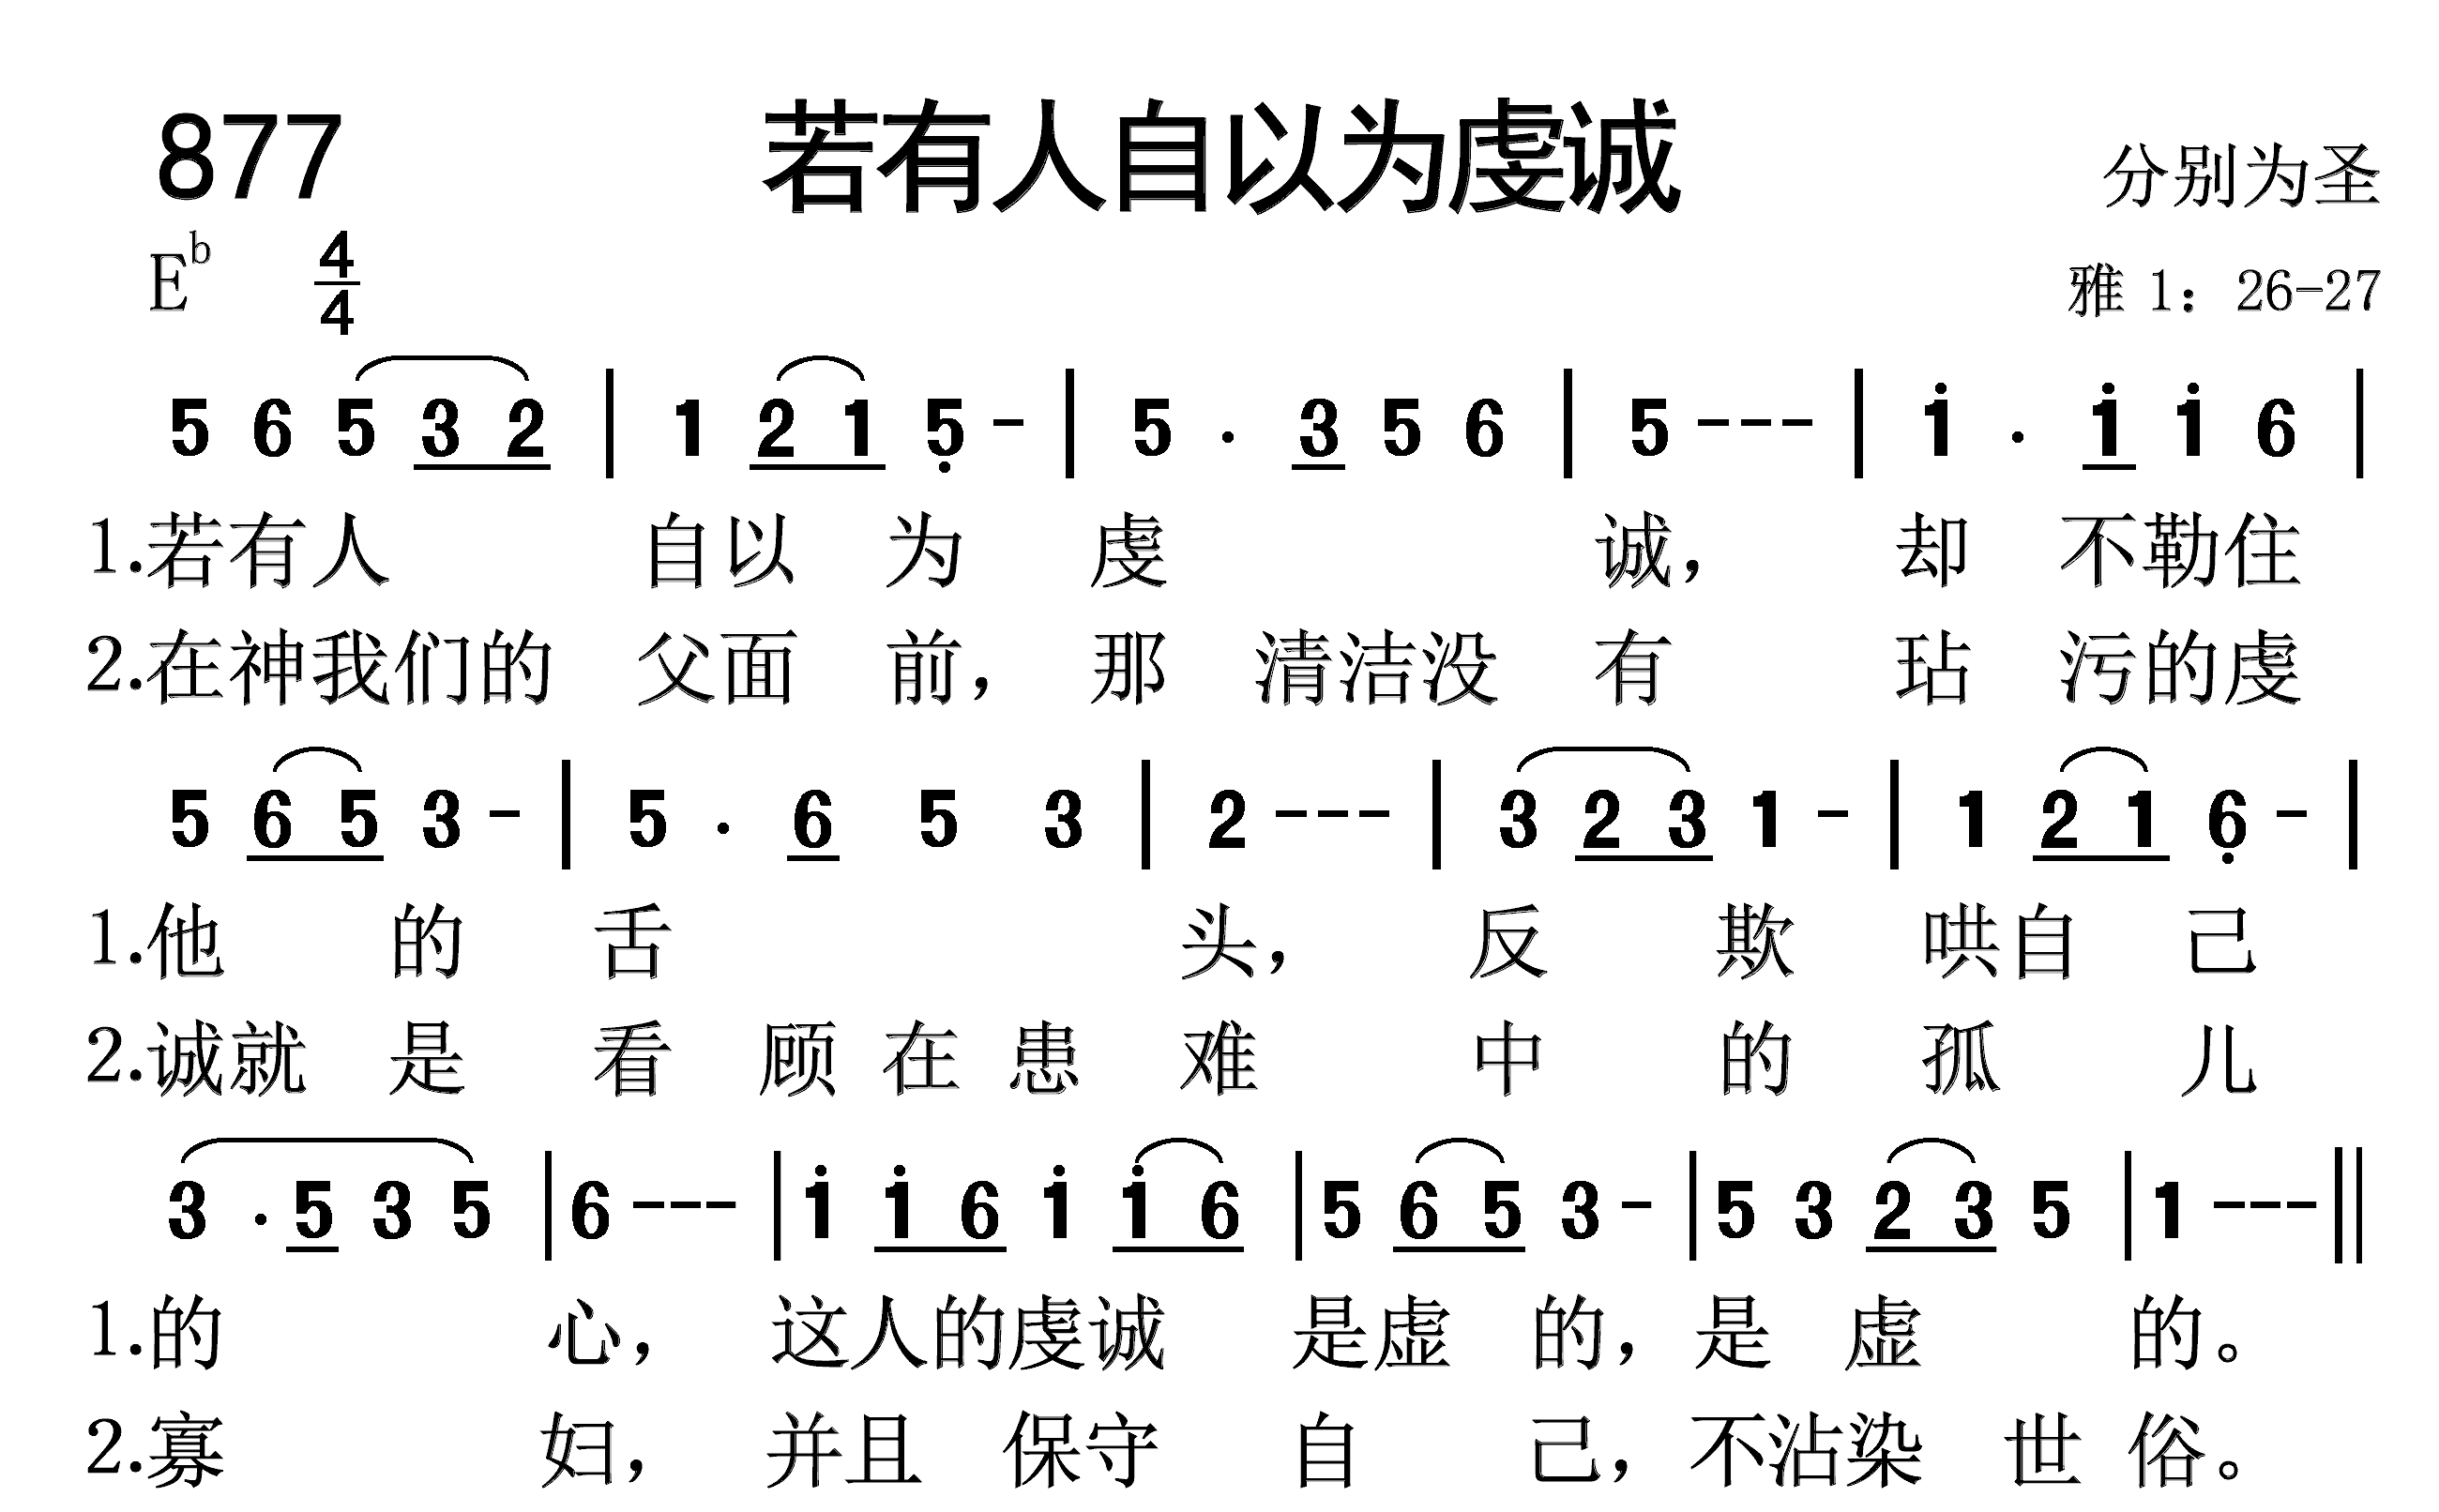 877 若有人自以为虔诚 分别为圣
E♭ 4/4 雅 1：26-27
5 6 5 3 2 | 1 2 1 5̣ - | 5 · 3 5 6 | 5 - - - | i · i i 6 |
1.若有人 自以 为 虔 诚， 却 不勒住
2.在神我们的 父面 前，那 清洁没 有 玷 污的虔
5 6 5 3 - | 5 · 6 5 3 | 2 - - - | 3 2 3 1 - | 1 2 1 6̣ - |
1.他 的 舌 头， 反 欺 哄自 己
2.诚就 是 看 顾 在 患 难 中 的 孤 儿
3 · 5 3 5 | 6 - - - | i i 6 i i 6 | 5 6 5 3 - | 5 3 2 3 5 | 1 - - - ||
1.的 心， 这人的虔诚 是虚 的，是 虚 的。
2.寡 妇， 并且 保守 自 己，不沾染 世 俗。